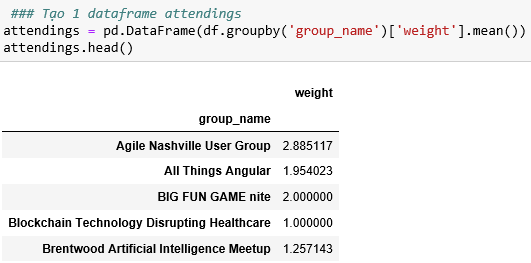 ### Tạo 1 dataframe attendings
attendings = pd.DataFrame(df.groupby('group_name')['weight'].mean())
attendings.head()
weight
group_name
Agile Nashville User Group 2.885117
All Things Angular 1.954023
BIG FUN GAME nite 2.000000
Blockchain Technology Disrupting Healthcare 1.000000
Brentwood Artificial Intelligence Meetup 1.257143